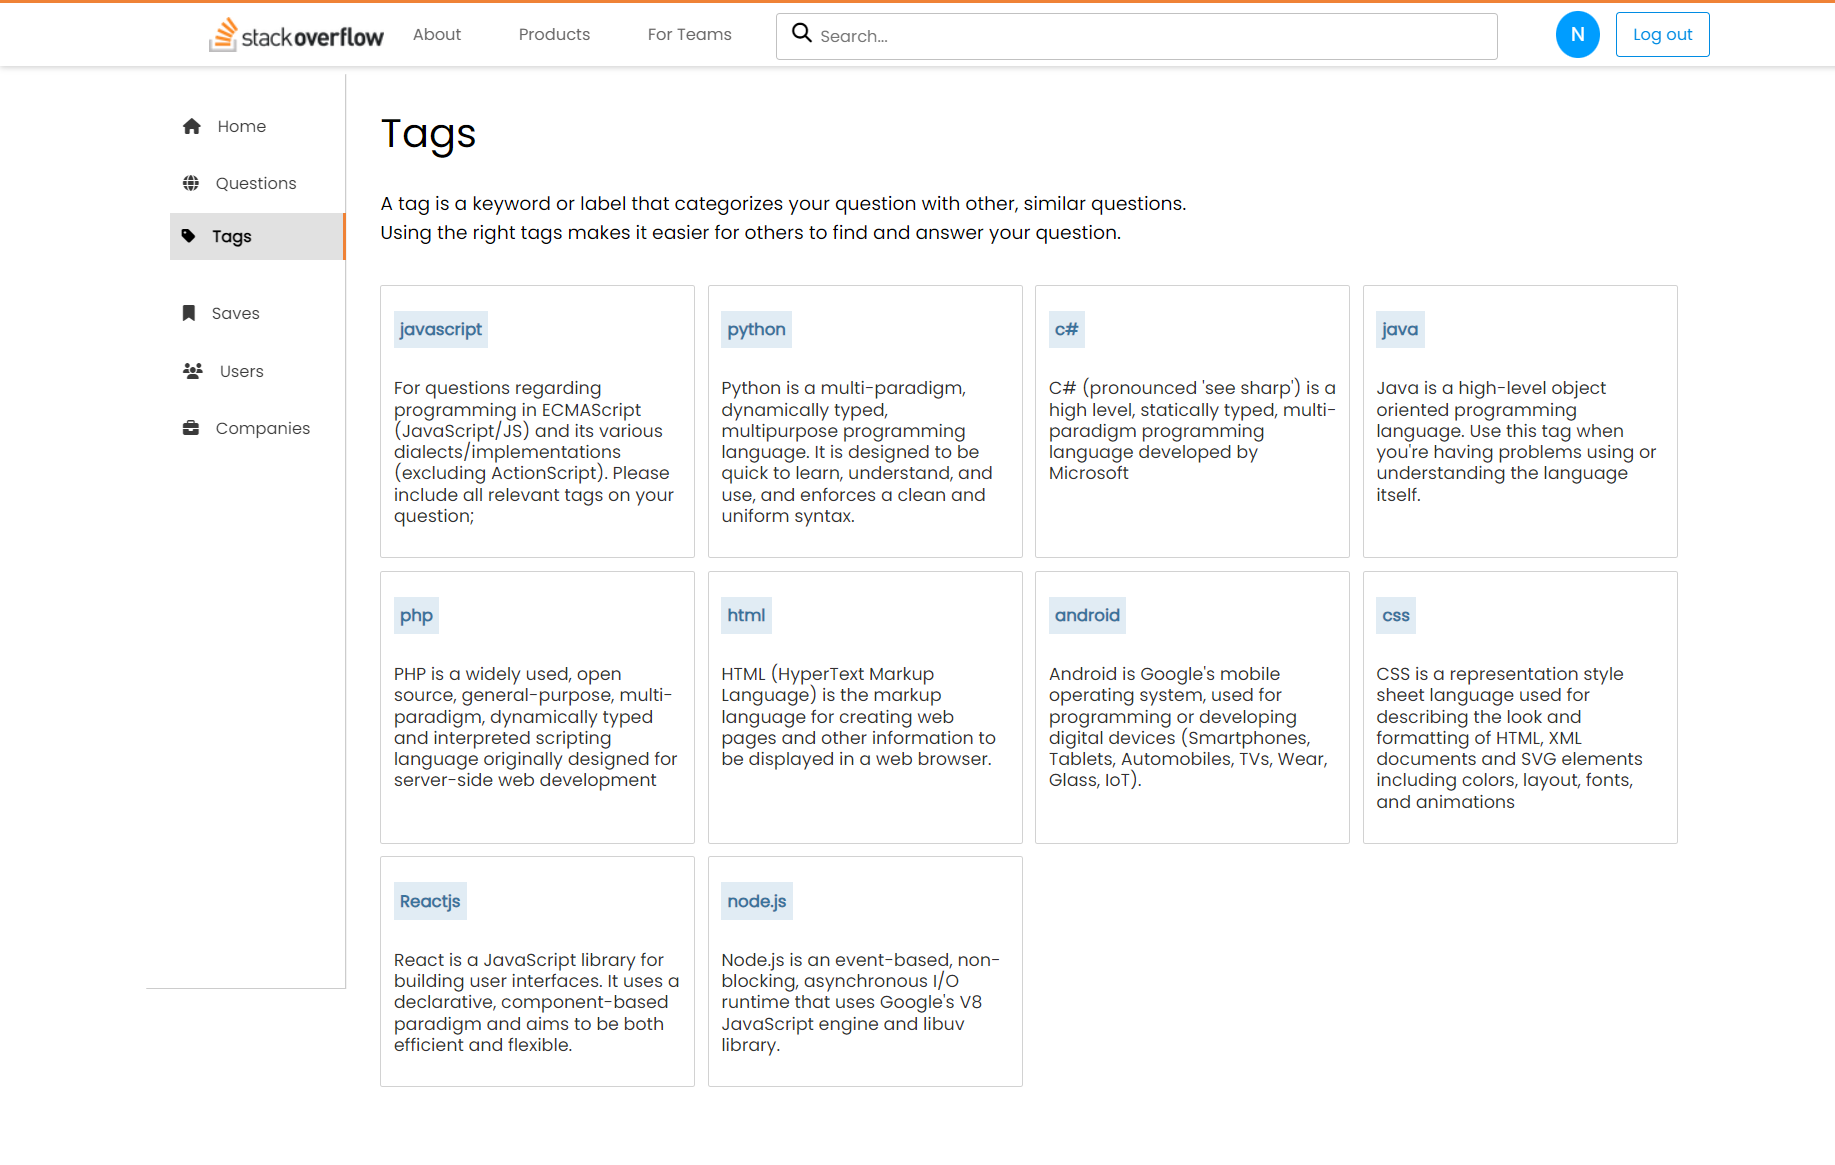 stackoverflow
About
Products
For Teams
Search...
N
Log out
Home
Questions
Tags
Saves
Users
Companies
Tags
A tag is a keyword or label that categorizes your question with other, similar questions.
Using the right tags makes it easier for others to find and answer your question.
javascript
For questions regarding
programming in ECMAScript
(JavaScript/JS) and its various
dialects/implementations
(excluding ActionScript). Please
include all relevant tags on your
question;
python
Python is a multi-paradigm,
dynamically typed,
multipurpose programming
language. It is designed to be
quick to learn, understand, and
use, and enforces a clean and
uniform syntax.
c#
C# (pronounced 'see sharp') is a
high level, statically typed, multi-
paradigm programming
language developed by
Microsoft
java
Java is a high-level object
oriented programming
language. Use this tag when
you're having problems using or
understanding the language
itself.
php
PHP is a widely used, open
source, general-purpose, multi-
paradigm, dynamically typed
and interpreted scripting
language originally designed for
server-side web development
html
HTML (HyperText Markup
Language) is the markup
language for creating web
pages and other information to
be displayed in a web browser.
android
Android is Google's mobile
operating system, used for
programming or developing
digital devices (Smartphones,
Tablets, Automobiles, TVs, Wear,
Glass, IoT).
css
CSS is a representation style
sheet language used for
describing the look and
formatting of HTML, XML
documents and SVG elements
including colors, layout, fonts,
and animations
Reactjs
React is a JavaScript library for
building user interfaces. It uses a
declarative, component-based
paradigm and aims to be both
efficient and flexible.
node.js
Node.js is an event-based, non-
blocking, asynchronous I/O
runtime that uses Google's V8
JavaScript engine and libuv
library.